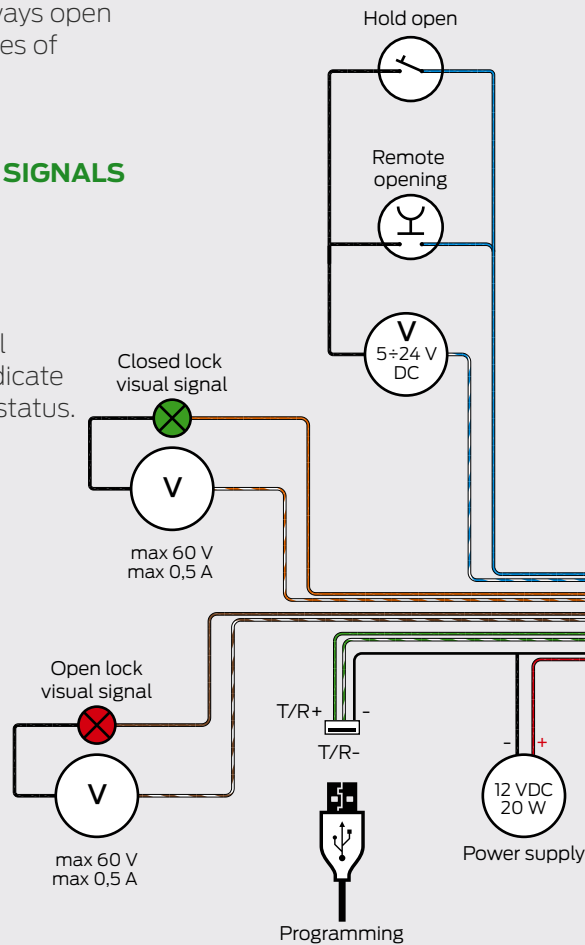 ways open
es of
SIGNALS
l
dicate
status.
Hold open
Remote
opening
V
5÷24 V
DC
Closed lock
visual signal
V
max 60 V
max 0,5 A
Open lock
visual signal
V
max 60 V
max 0,5 A
T/R+
-
T/R-
Programming
-
+
12 VDC
20 W
Power supply